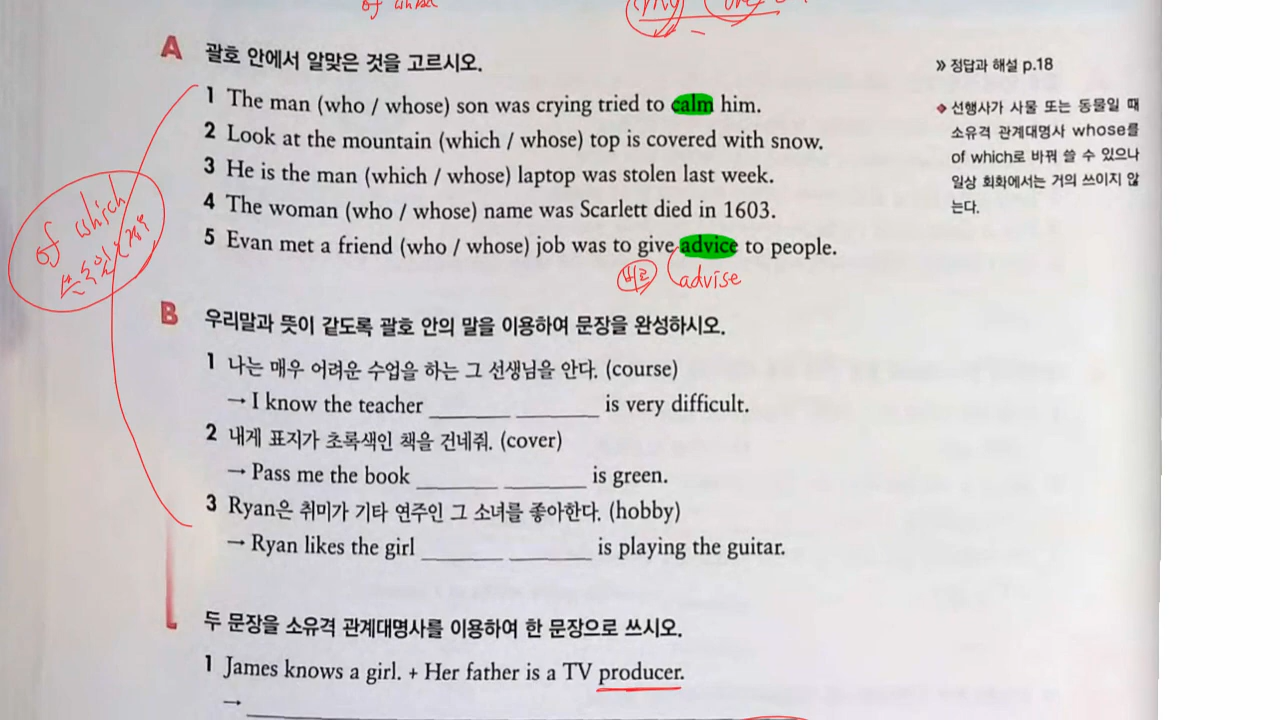 A 괄호 안에서 알맞은 것을 고르시오.
» 정답과 해설 p.18
1 The man (who / whose) son was crying tried to calm him.
2 Look at the mountain (which / whose) top is covered with snow.
3 He is the man (which / whose) laptop was stolen last week.
4 The woman (who / whose) name was Scarlett died in 1603.
5 Evan met a friend (who / whose) job was to give advice to people.
advise
❖ 선행사가 사물 또는 동물일 때
소유격 관계대명사 whose를
of which로 바꿔 쓸 수 있으나
일상 회화에서는 거의 쓰이지 않
는다.
of which
B 우리말과 뜻이 같도록 괄호 안의 말을 이용하여 문장을 완성하시오.
1 나는 매우 어려운 수업을 하는 그 선생님을 안다. (course)
→ I know the teacher ________ ________ is very difficult.
2 내게 표지가 초록색인 책을 건네줘. (cover)
→ Pass me the book ________ ________ is green.
3 Ryan은 취미가 기타 연주인 그 소녀를 좋아한다. (hobby)
→ Ryan likes the girl ________ ________ is playing the guitar.
두 문장을 소유격 관계대명사를 이용하여 한 문장으로 쓰시오.
1 James knows a girl. + Her father is a TV producer.
→